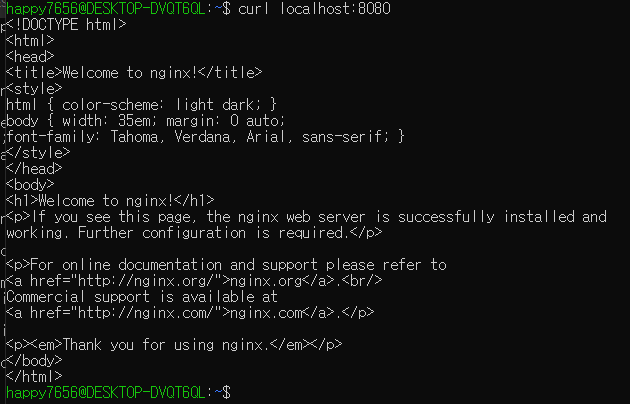 happy7656@DESKTOP-DVQT6QL:~$ curl localhost:8080
<!DOCTYPE html>
<html>
<head>
<title>Welcome to nginx!</title>
<style>
html { color-scheme: light dark; }
body { width: 35em; margin: 0 auto;
font-family: Tahoma, Verdana, Arial, sans-serif; }
</style>
</head>
<body>
<h1>Welcome to nginx!</h1>
<p>If you see this page, the nginx web server is successfully installed and
working. Further configuration is required.</p>

<p>For online documentation and support please refer to
<a href="http://nginx.org/">nginx.org</a>.<br/>
Commercial support is available at
<a href="http://nginx.com/">nginx.com</a>.</p>

<p><em>Thank you for using nginx.</em></p>
</body>
</html>
happy7656@DESKTOP-DVQT6QL:~$